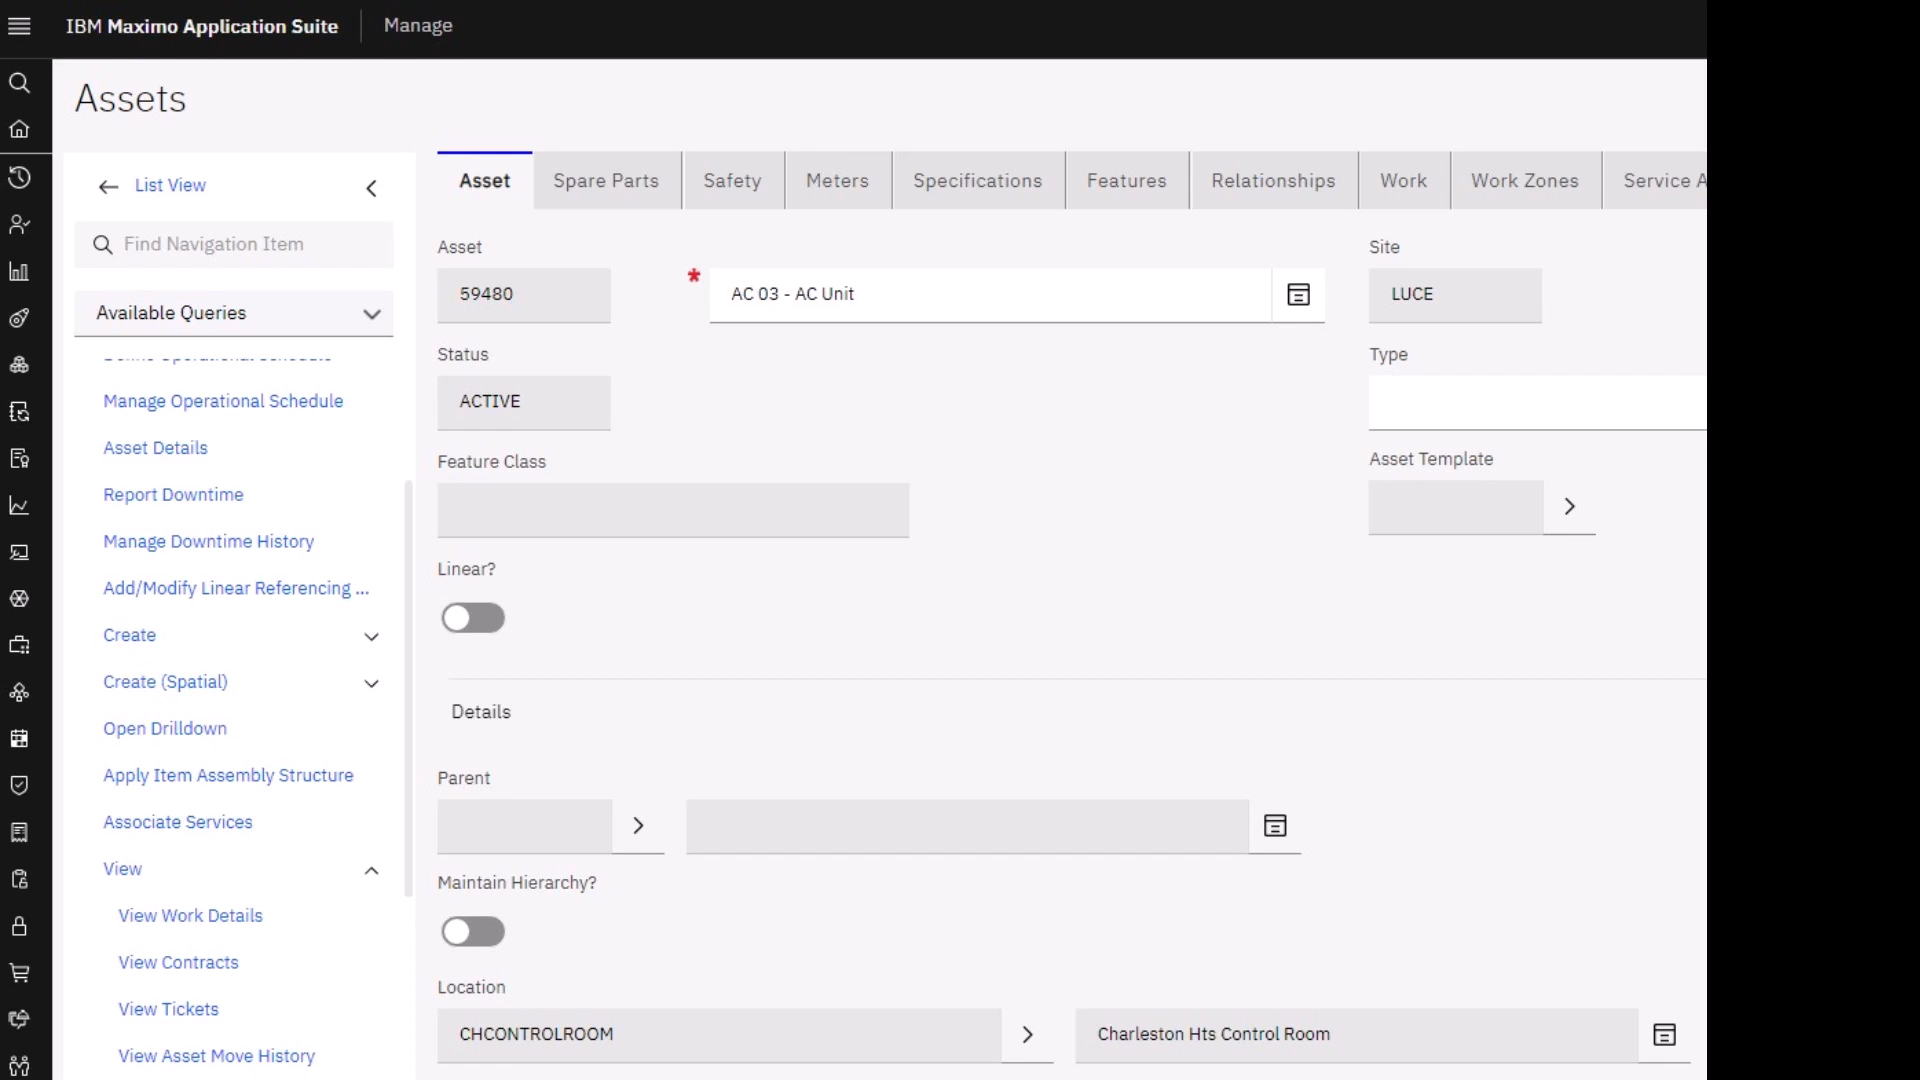 IBM Maximo Application Suite
Manage
Assets
List View
Find Navigation Item
Available Queries
Define Operational Schedule
Manage Operational Schedule
Asset Details
Report Downtime
Manage Downtime History
Add/Modify Linear Referencing ...
Create
Create (Spatial)
Open Drilldown
Apply Item Assembly Structure
Associate Services
View
View Work Details
View Contracts
View Tickets
View Asset Move History
Asset
Spare Parts
Safety
Meters
Specifications
Features
Relationships
Work
Work Zones
Service A
Asset
59480
* AC 03 - AC Unit
Site
LUCE
Status
ACTIVE
Type
Feature Class
Asset Template
Linear?
Details
Parent
Maintain Hierarchy?
Location
CHCONTROLROOM
Charleston Hts Control Room